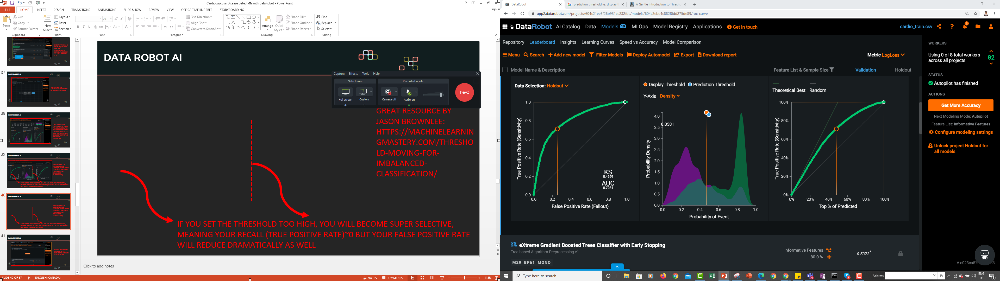 Cardiovascular Disease Detection with DataRobot - PowerPoint
Sign in
FILE HOME INSERT DESIGN TRANSITIONS ANIMATIONS SLIDE SHOW REVIEW VIEW OFFICE TIMELINE FREE STORYBOARDING
Paste
Cut
Copy
Format Painter
Clipboard
New Slide
Layout
Reset
Section
Slides
24
Font
Text Direction
Align Text
Convert to SmartArt
Paragraph
Arrange
Quick Styles
Shape Fill
Shape Outline
Shape Effects
Drawing
Find
Replace
Select
Editing
37
38
39
40
41
DATA ROBOT AI
Capture Effects Tools Help
Select area
Recorded inputs
Full screen
Custom
Camera off
Audio on
rec
GREAT RESOURCE BY
JASON BROWNLEE:
HTTPS://MACHINELEARNIN
GMASTERY.COM/THRESHO
LD-MOVING-FOR-
IMBALANCED-
CLASSIFICATION/
IF YOU SET THE THRESHOLD TOO HIGH, YOU WILL BECOME SUPER SELECTIVE,
MEANING YOUR RECALL (TRUE POSITIVE RATE)~0 BUT YOUR FALSE POSITIVE RATE
WILL REDUCE DRAMATICALLY AS WELL
Click to add notes
SLIDE 40 OF 57 ENGLISH (CANADA) NOTES COMMENTS 115%
DataRobot
prediction threshold vs. display t
A Gentle Introduction to Thresho
app2.datarobot.com/projects/604c21ee5f26b931ce232fdc/models/604c2ebe4c882f0dd275de89/roc-curve
DataRobot AI Catalog Data Models 19 MLOps Model Registry Applications Get in touch
cardio_train.csv
1
Repository Leaderboard Insights Learning Curves Speed vs Accuracy Model Comparison
Menu Search Add new model Filter Models Deploy Automodel Export Download report
Metric LogLoss
Model Name & Description
Feature List & Sample Size
Validation
Holdout
Data Selection: Holdout
1.0
0.8
0.6
0.4
0.2
0.0
0.0 0.2 0.4 0.6 0.8 1.0
True Positive Rate (Sensitivity)
False Positive Rate (Fallout)
KS
0.4659
AUC
0.7984
Display Threshold Prediction Threshold
Y-Axis Density
4.0
0.0581
3.5
3.0
2.5
2.0
1.5
1.0
0.5
0.0
0.0 0.2 0.4 0.6 0.8 1.0
Probability Density
Probability of Event
Theoretical Best Random
100%
80%
60%
40%
20%
0%
0% 20% 40% 60% 80% 100%
True Positive Rate (Sensitivity)
Top % of Predicted
XG Boost
eXtreme Gradient Boosted Trees Classifier with Early Stopping
Tree-based Algorithm Preprocessing v1
M29 BP61 MONO
Informative Features
80.0 %
0.5372*
WORKERS
Using 0 of 8 total workers
across all projects
02
STATUS
Autopilot has finished
ACTIONS
Get More Accuracy
Next Modeling Mode: Autopilot
Feature List: Informative Features
Configure modeling settings
Unlock project Holdout for
all models
Type here to search
Address
ENG
US